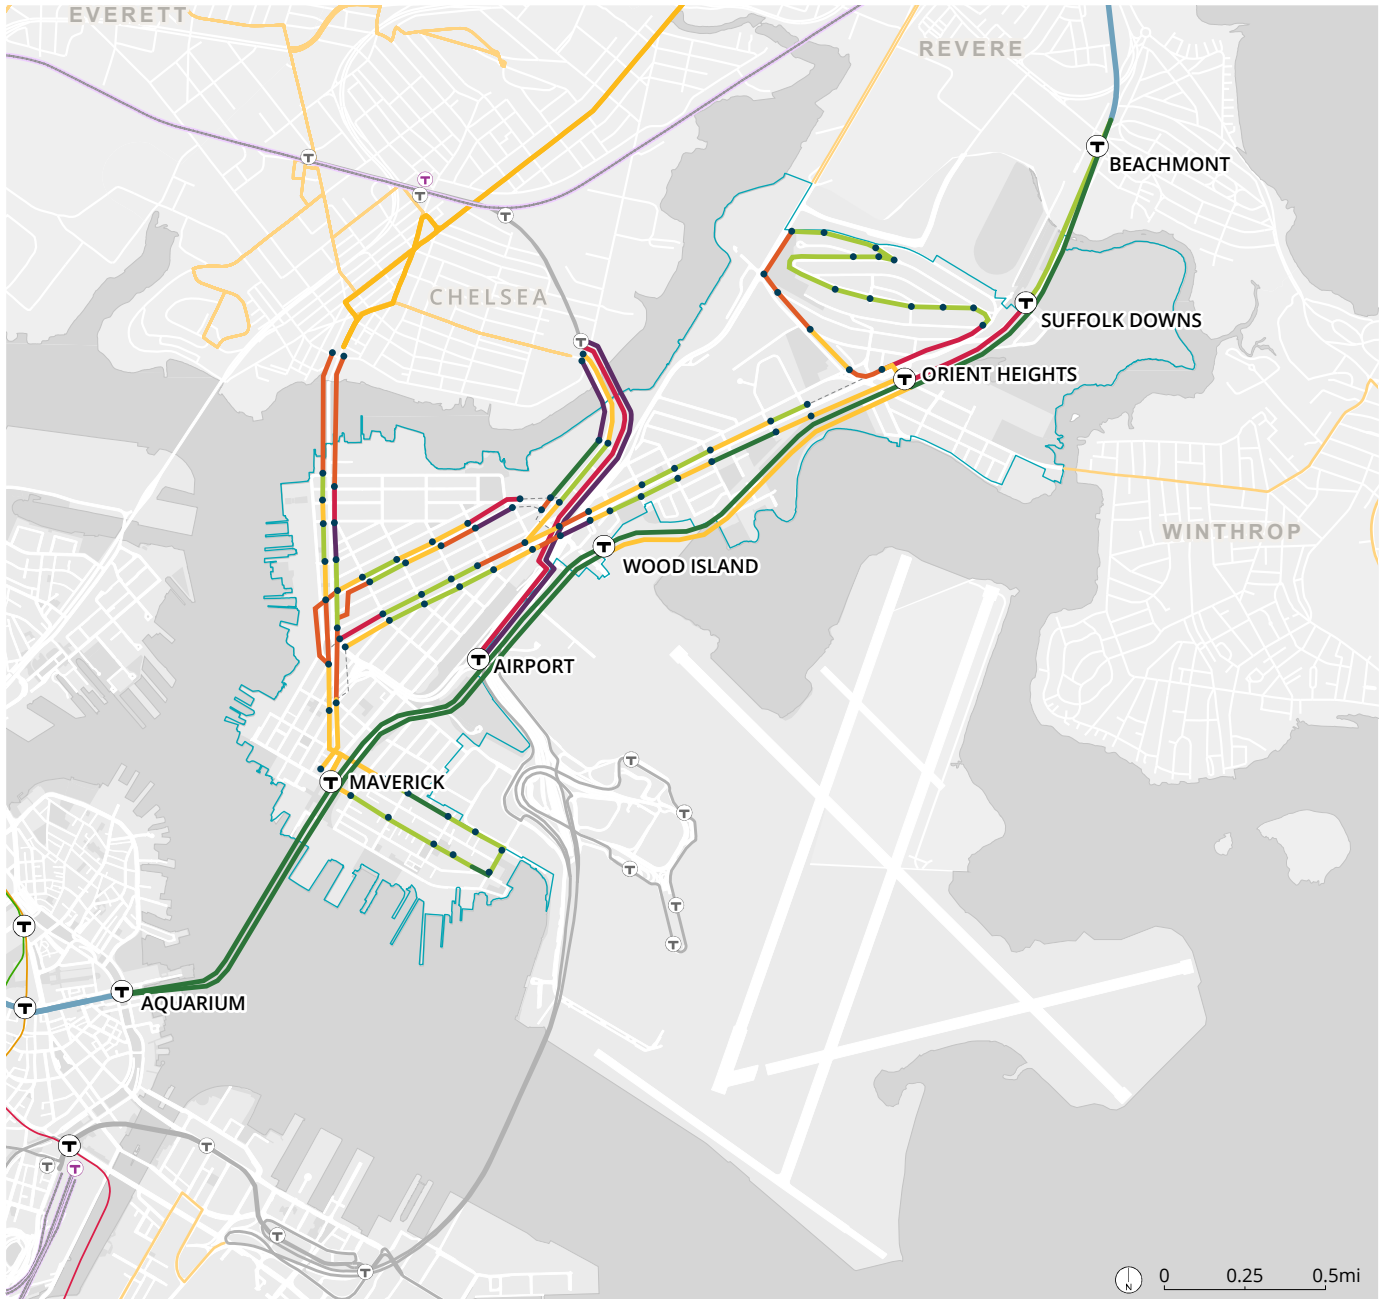 EVERETT
REVERE
BEACHMONT
CHELSEA
SUFFOLK DOWNS
ORIENT HEIGHTS
WINTHROP
WOOD ISLAND
AIRPORT
MAVERICK
AQUARIUM
N
0 0.25 0.5mi